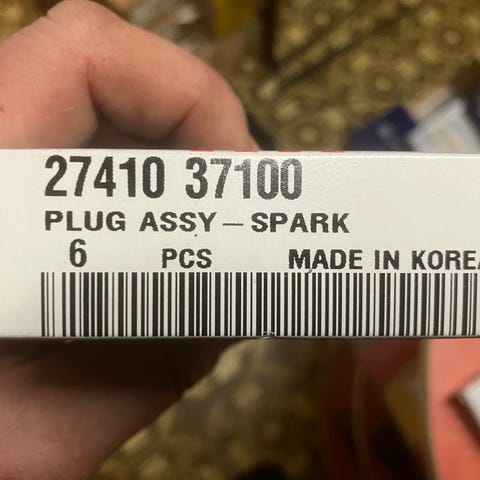 27410 37100
PLUG ASSY – SPARK
6 PCS MADE IN KOREA